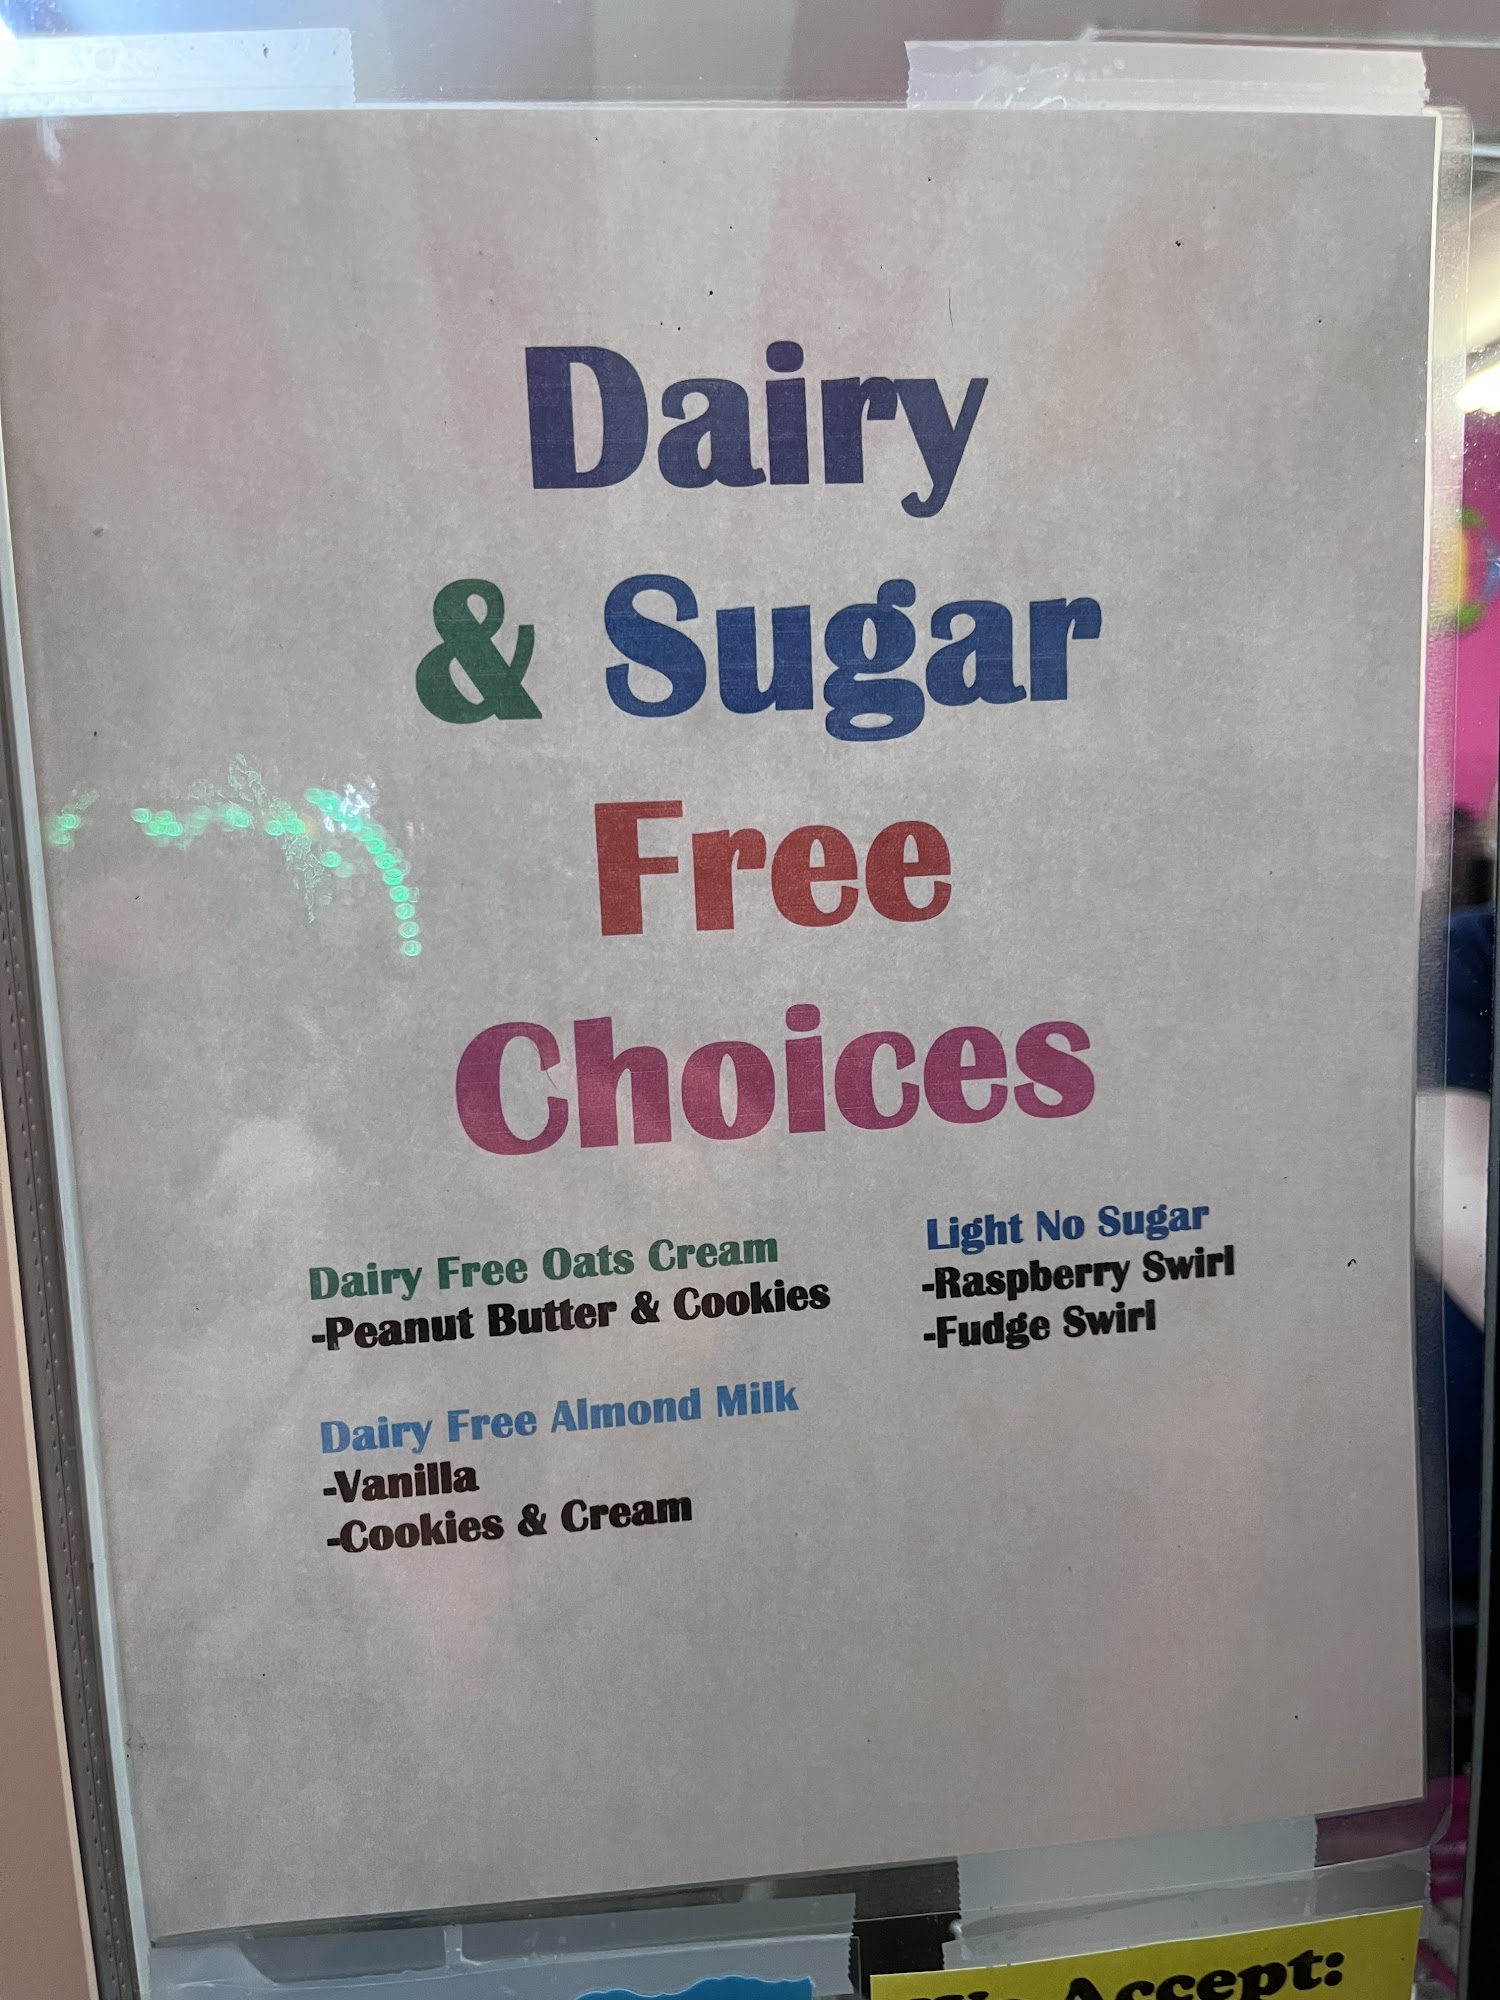 Dairy
& Sugar
Free
Choices
Dairy Free Oats Cream
-Peanut Butter & Cookies
Dairy Free Almond Milk
-Vanilla
-Cookies & Cream
Light No Sugar
-Raspberry Swirl
-Fudge Swirl
Accept: